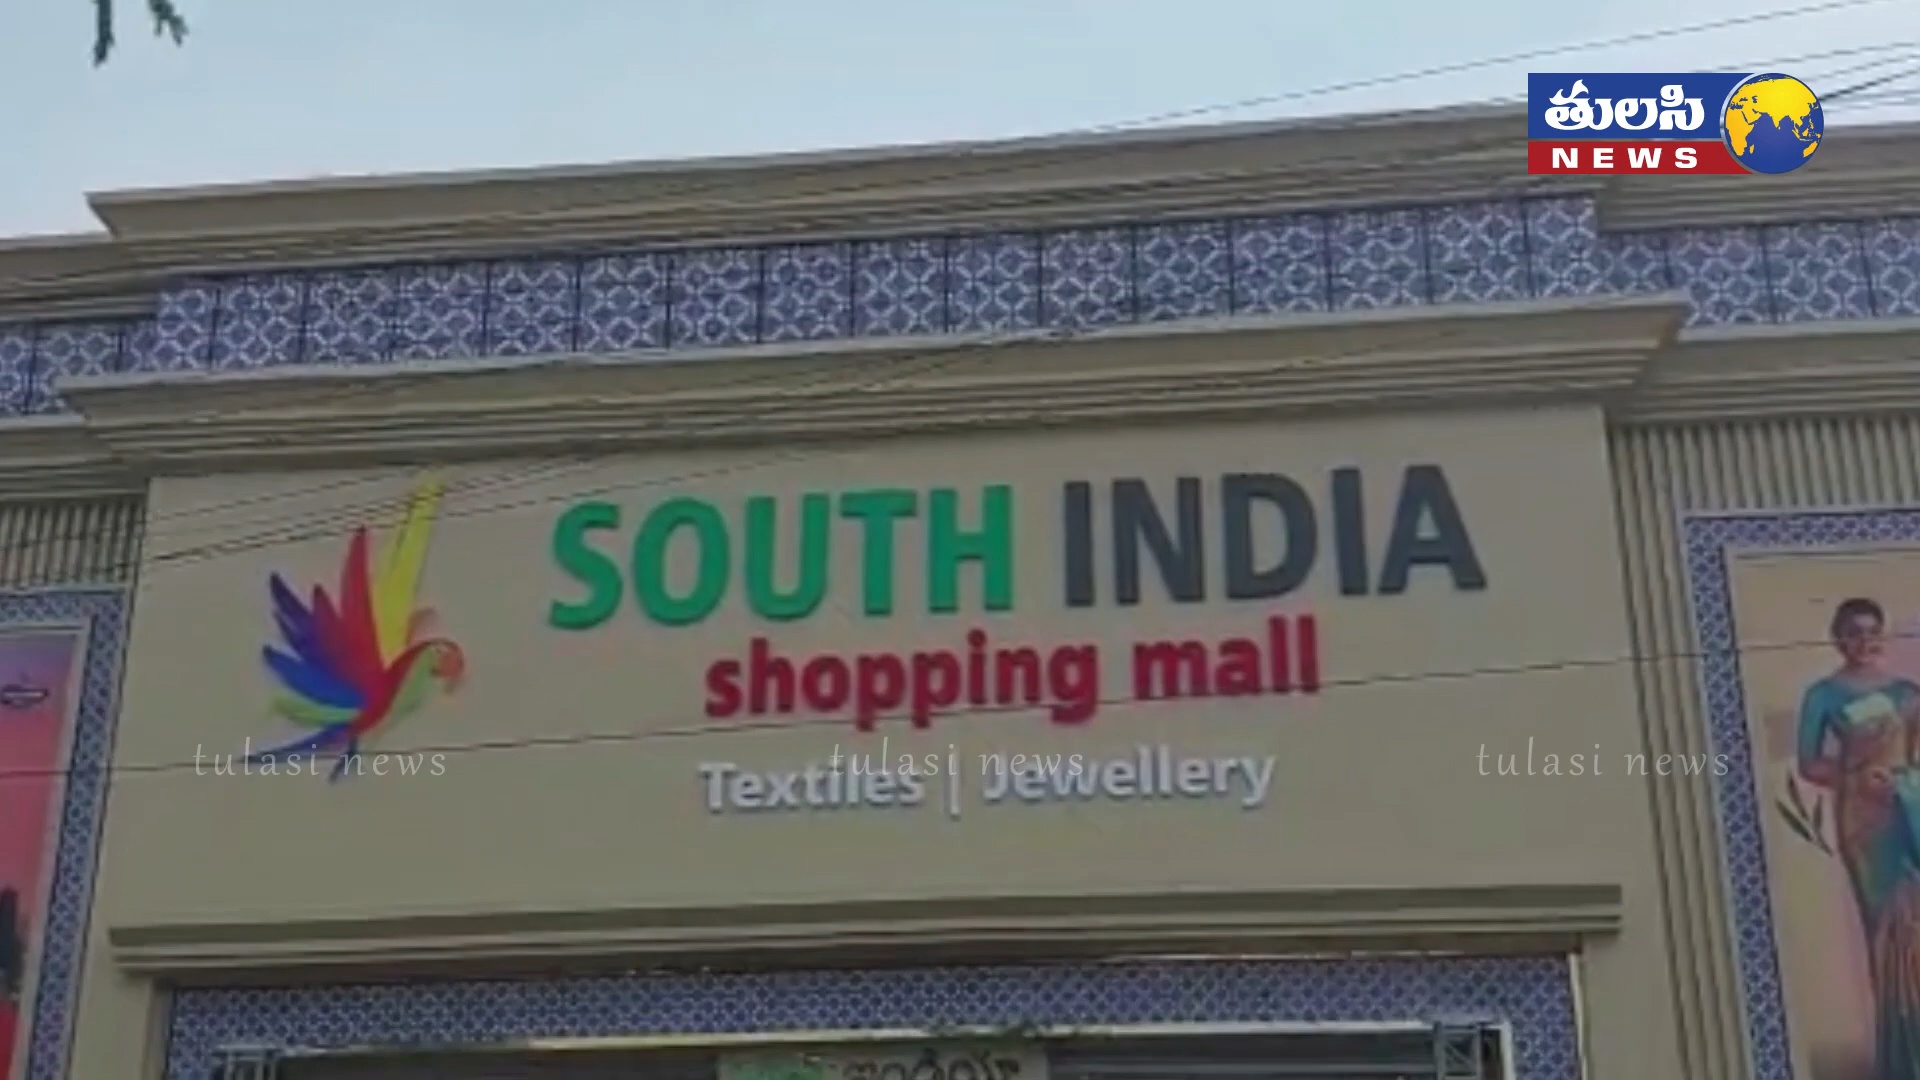 తులసి
NEWS
SOUTH INDIA
shopping mall
Textiles | Jewellery
tulasi news tulasi news tulasi news